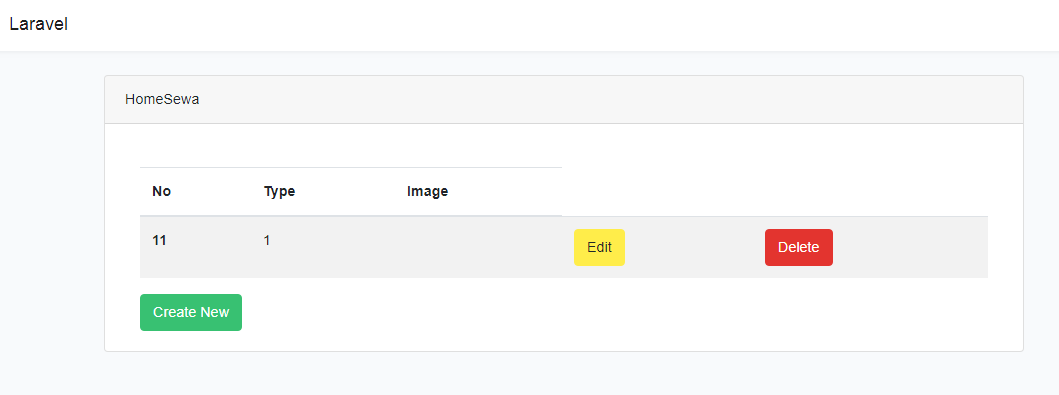 Laravel
HomeSewa
No Type Image
11 1 Edit Delete
Create New